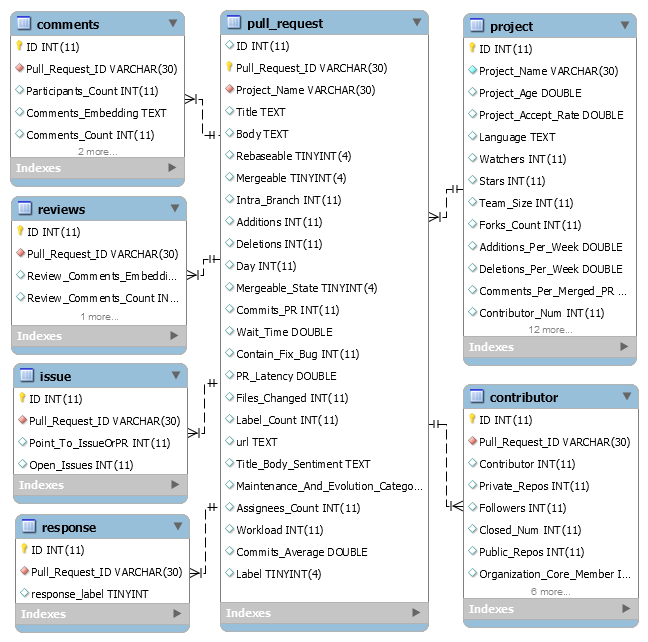 comments
ID INT(11)
Pull_Request_ID VARCHAR(30)
Participants_Count INT(11)
Comments_Embedding TEXT
Comments_Count INT(11)
2 more...
Indexes
reviews
ID INT(11)
Pull_Request_ID VARCHAR(30)
Review_Comments_Embeddi...
Review_Comments_Count IN...
1 more...
Indexes
issue
ID INT(11)
Pull_Request_ID VARCHAR(30)
Point_To_IssueOrPR INT(11)
Open_Issues INT(11)
Indexes
response
ID INT(11)
Pull_Request_ID VARCHAR(30)
response_label TINYINT
Indexes
pull_request
ID INT(11)
Pull_Request_ID VARCHAR(30)
Project_Name VARCHAR(30)
Title TEXT
Body TEXT
Rebaseable TINYINT(4)
Mergeable TINYINT(4)
Intra_Branch INT(11)
Additions INT(11)
Deletions INT(11)
Day INT(11)
Mergeable_State TINYINT(4)
Commits_PR INT(11)
Wait_Time DOUBLE
Contain_Fix_Bug INT(11)
PR_Latency DOUBLE
Files_Changed INT(11)
Label_Count INT(11)
url TEXT
Title_Body_Sentiment TEXT
Maintenance_And_Evolution_Catego...
Assignees_Count INT(11)
Workload INT(11)
Commits_Average DOUBLE
Label TINYINT(4)
Indexes
project
ID INT(11)
Project_Name VARCHAR(30)
Project_Age DOUBLE
Project_Accept_Rate DOUBLE
Language TEXT
Watchers INT(11)
Stars INT(11)
Team_Size INT(11)
Forks_Count INT(11)
Additions_Per_Week DOUBLE
Deletions_Per_Week DOUBLE
Comments_Per_Merged_PR ...
Contributor_Num INT(11)
12 more...
Indexes
contributor
ID INT(11)
Pull_Request_ID VARCHAR(30)
Contributor INT(11)
Private_Repos INT(11)
Followers INT(11)
Closed_Num INT(11)
Public_Repos INT(11)
Organization_Core_Member I...
6 more...
Indexes